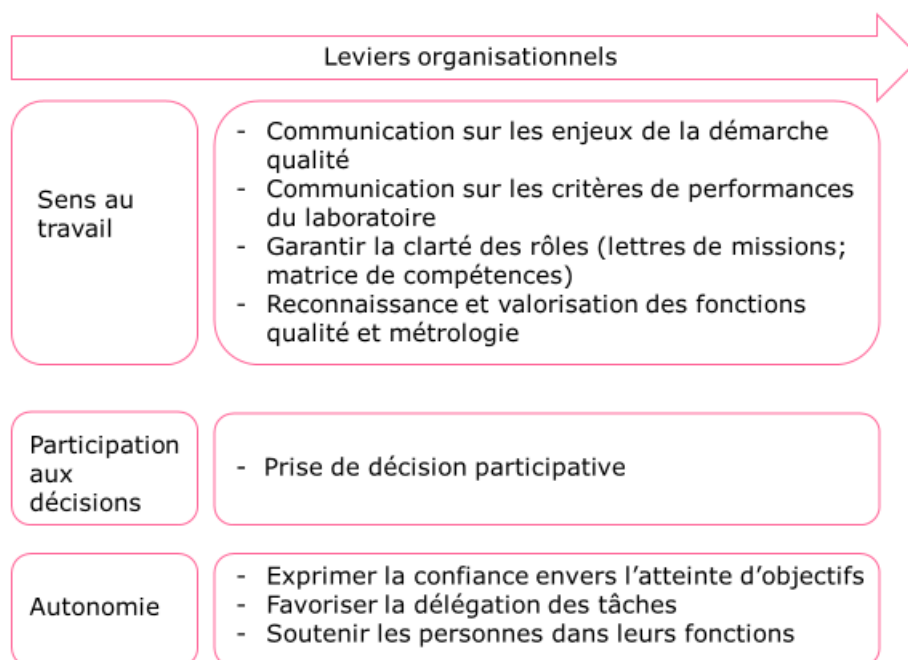 Leviers organisationnels
Sens au
travail
- Communication sur les enjeux de la démarche
qualité
- Communication sur les critères de performances
du laboratoire
- Garantir la clarté des rôles (lettres de missions;
matrice de compétences)
- Reconnaissance et valorisation des fonctions
qualité et métrologie
Participation
aux
décisions
- Prise de décision participative
Autonomie
- Exprimer la confiance envers l'atteinte d'objectifs
- Favoriser la délégation des tâches
- Soutenir les personnes dans leurs fonctions